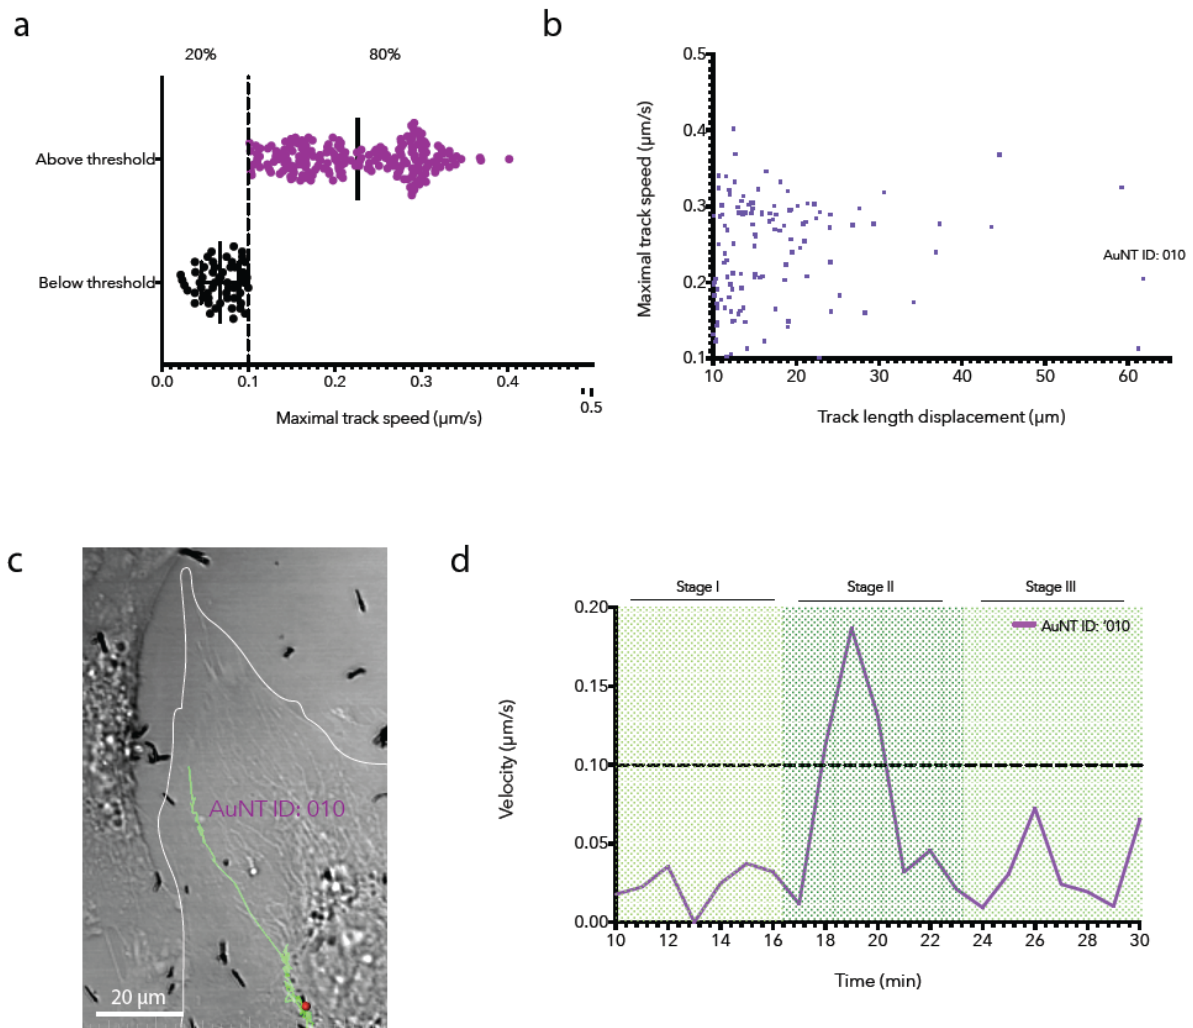 a
20%
80%
Above threshold
Below threshold
0.0
0.1
0.2
0.3
0.4
0.5
Maximal track speed (µm/s)
b
0.5
0.4
0.3
0.2
0.1
Maximal track speed (µm/s)
AuNT ID: 010
10
20
30
40
50
60
Track length displacement (µm)
c
AuNT ID: 010
20 µm
d
Stage I
Stage II
Stage III
AuNT ID: '010
0.20
0.15
0.10
0.05
0.00
Velocity (µm/s)
10
12
14
16
18
20
22
24
26
28
30
Time (min)